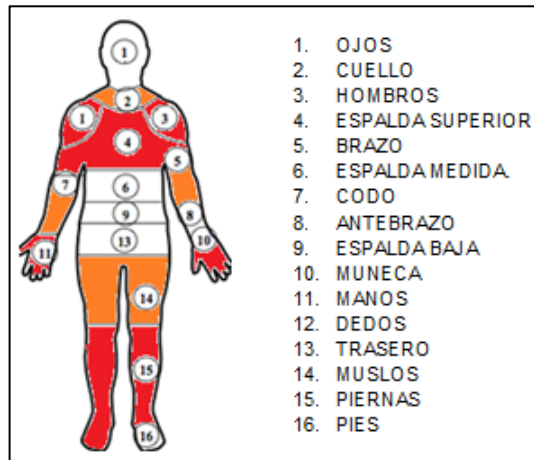 1. OJOS
2. CUELLO
3. HOMBROS
4. ESPALDA SUPERIOR
5. BRAZO
6. ESPALDA MEDIDA.
7. CODO
8. ANTEBRAZO
9. ESPALDA BAJA
10. MUNECA
11. MANOS
12. DEDOS
13. TRASERO
14. MUSLOS
15. PIERNAS
16. PIES
1
2
1
3
4
5
7
6
9
8
10
11
13
14
15
16